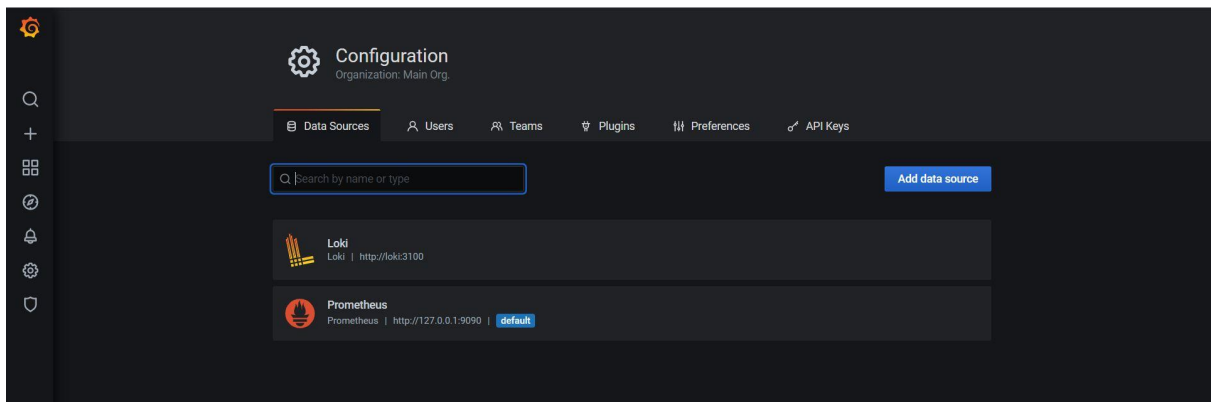 Configuration
Organization: Main Org.
Data Sources
Users
Teams
Plugins
Preferences
API Keys
Search by name or type
Add data source
Loki
Loki | http://loki:3100
Prometheus
Prometheus | http://127.0.0.1:9090 | default